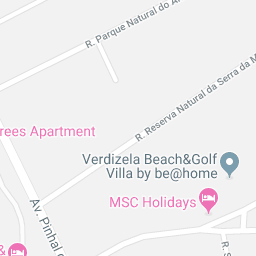 R. Parque Natural do A
R. Reserva Natural da Serra da M
rees Apartment
Verdizela Beach&Golf
Villa by be@home
MSC Holidays
Av. Pinhal
&
R. S